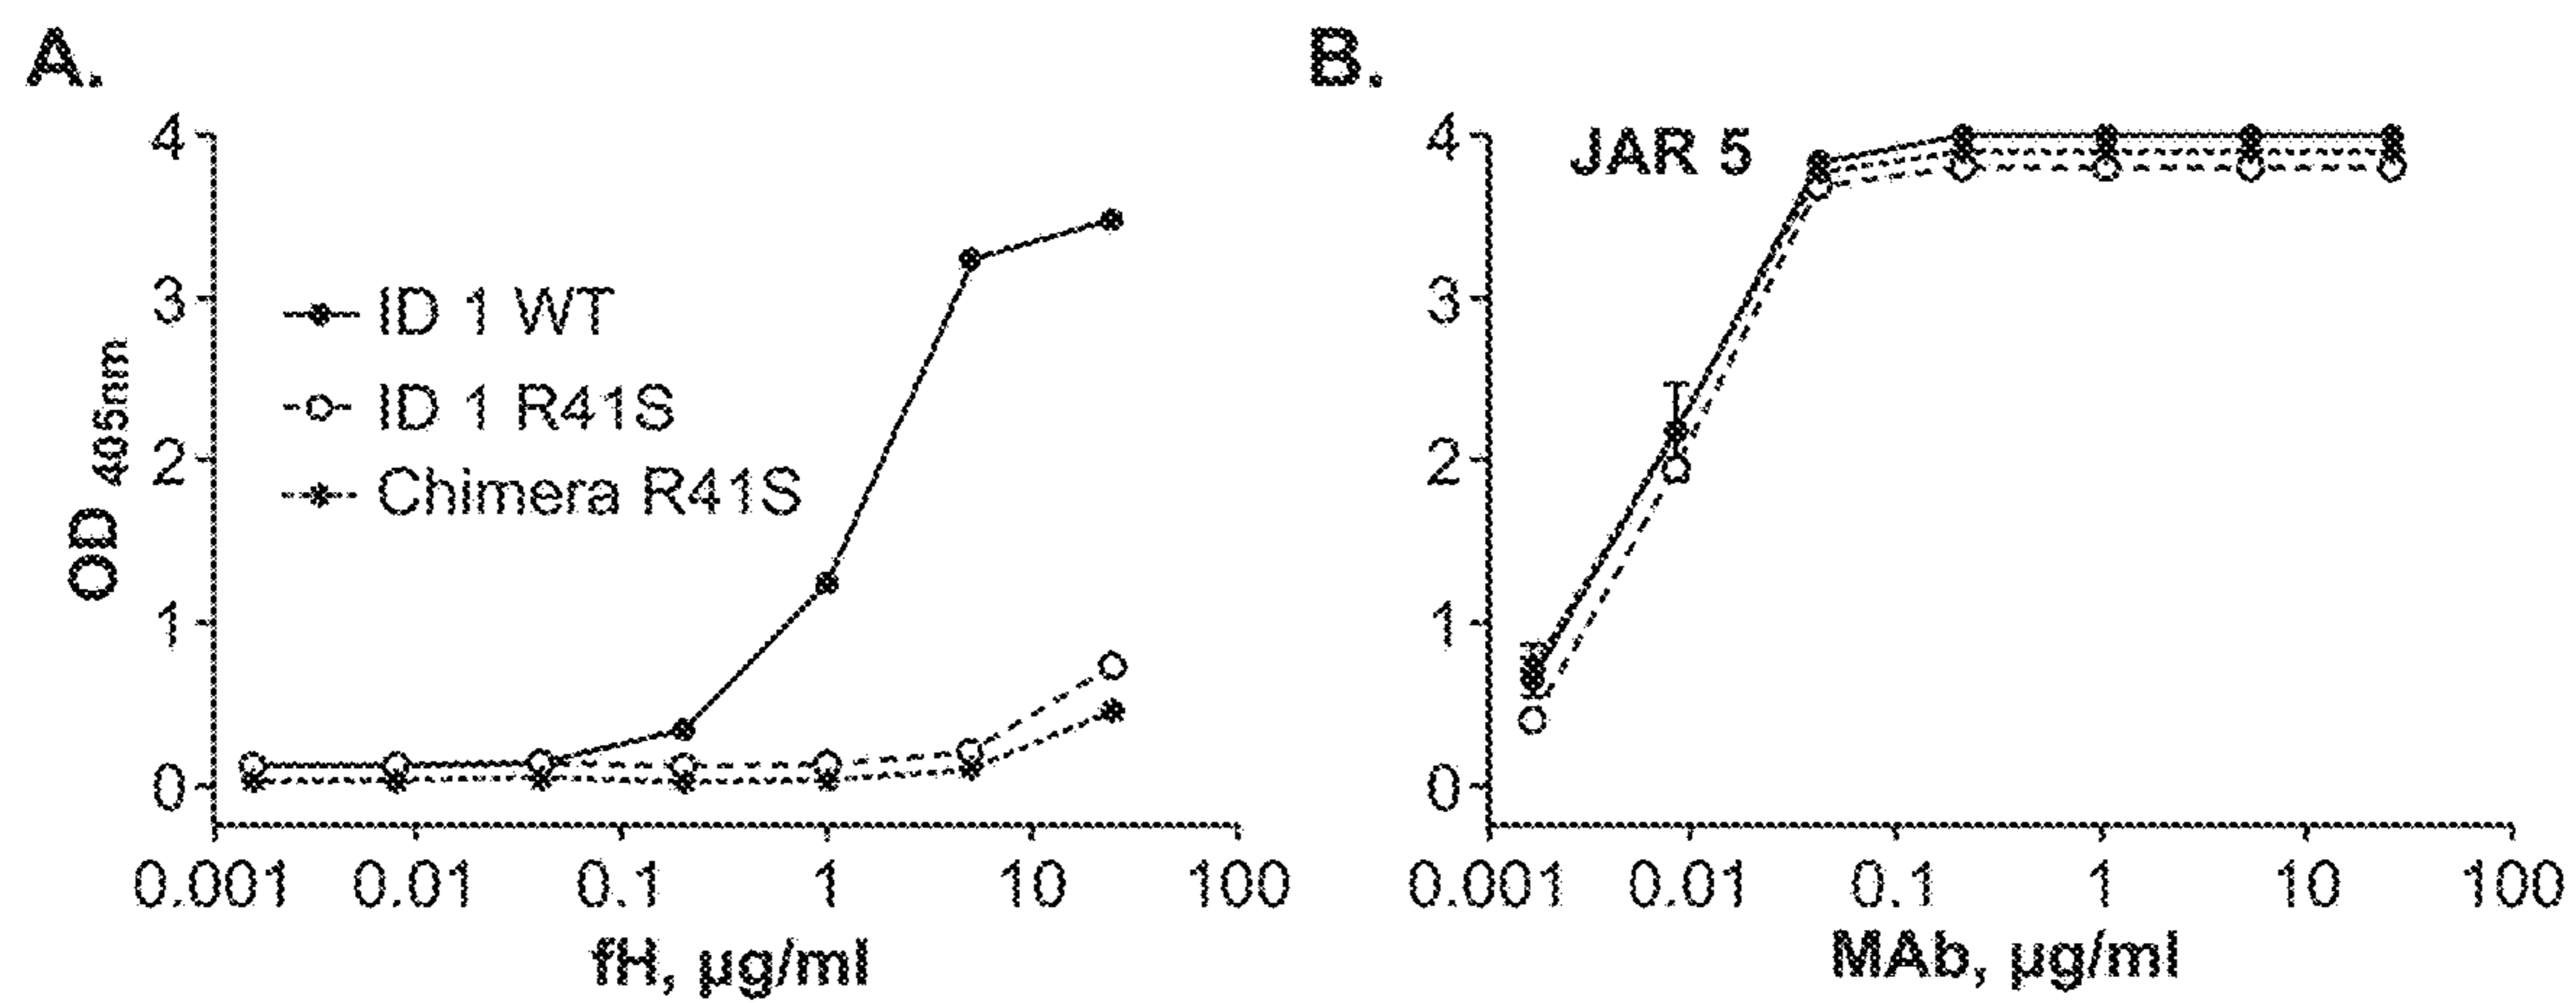 A.
4
3
2
1
0
OD 405nm
ID 1 WT
ID 1 R41S
Chimera R41S
0.001 0.01 0.1 1 10 100
fH, µg/ml
B.
JAR 5
4
3
2
1
0
0.001 0.01 0.1 1 10 100
MAb, µg/ml